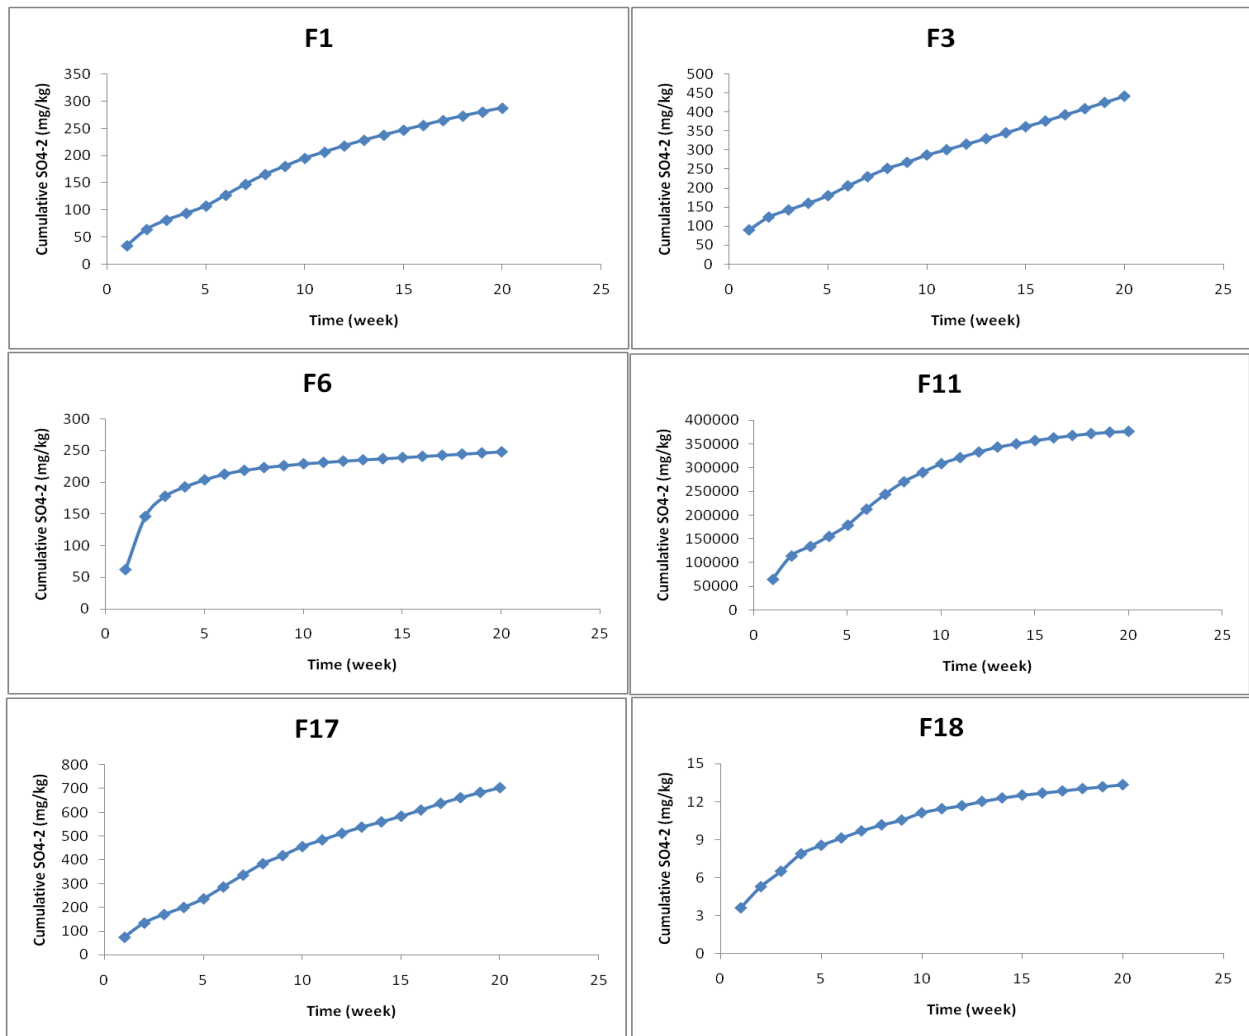 F1
Cumulative SO4-2 (mg/kg)
350
300
250
200
150
100
50
0
0 5 10 15 20 25
Time (week)
F3
Cumulative SO4-2 (mg/kg)
500
450
400
350
300
250
200
150
100
50
0
0 5 10 15 20 25
Time (week)
F6
Cumulative SO4-2 (mg/kg)
300
250
200
150
100
50
0
0 5 10 15 20 25
Time (week)
F11
Cumulative SO4-2 (mg/kg)
400000
350000
300000
250000
200000
150000
100000
50000
0
0 5 10 15 20 25
Time (week)
F17
Cumulative SO4-2 (mg/kg)
800
700
600
500
400
300
200
100
0
0 5 10 15 20 25
Time (week)
F18
Cumulative SO4-2 (mg/kg)
15
12
9
6
3
0
0 5 10 15 20 25
Time (week)